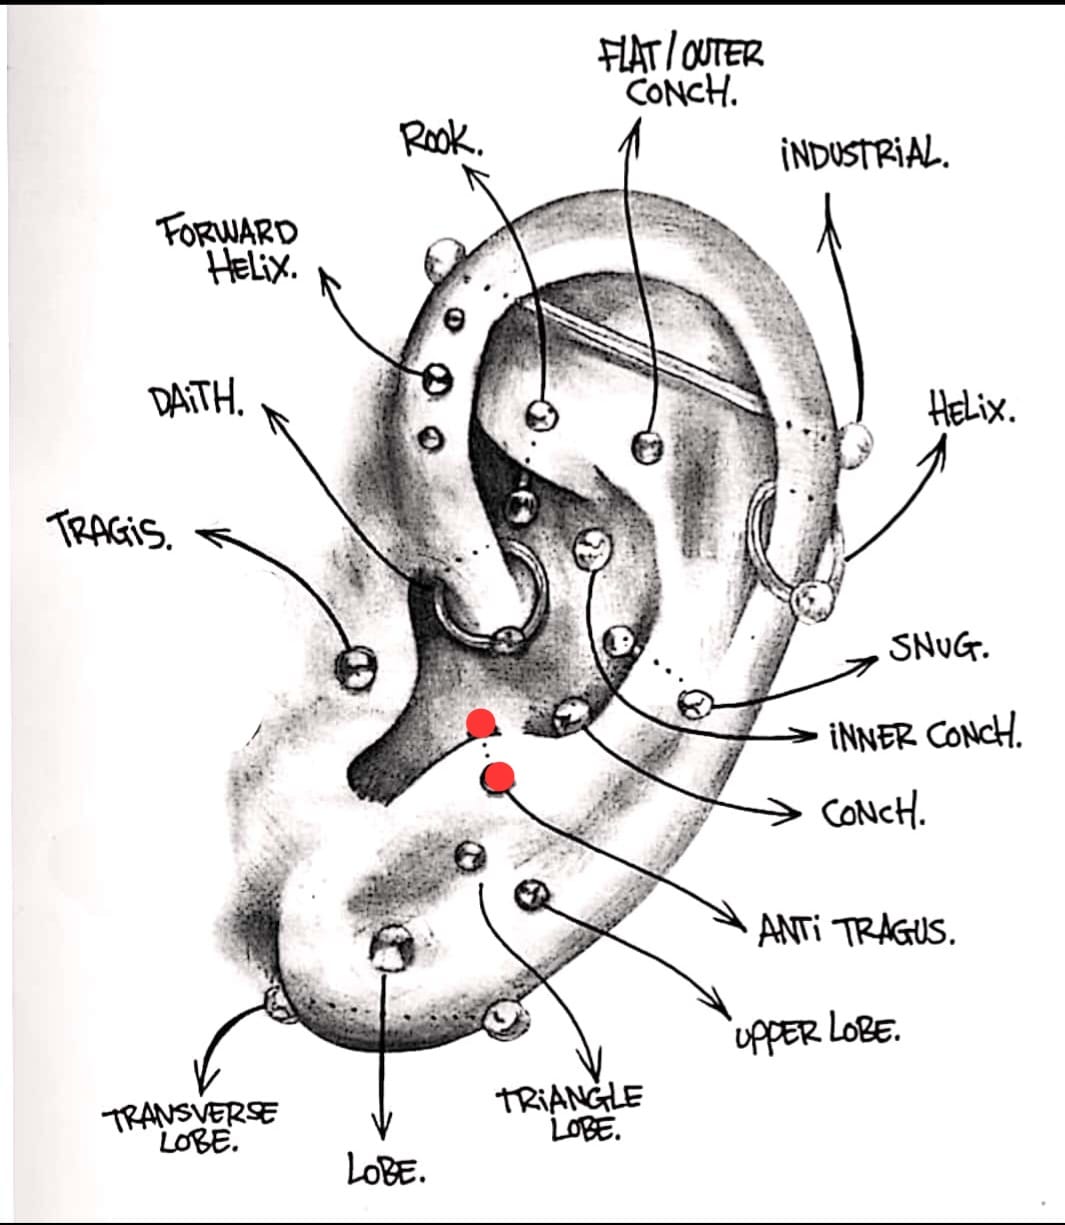 FLAT/OUTER
CONCH.
ROOK.
iNDUSTRiAL.
FORWARD
HELiX.
DAiTH.
HELiX.
TRAGiS.
SNUG.
iNNER CONCH.
CONCH.
ANTi TRAGUS.
UPPER LOBE.
TRiANGLE
LOBE.
TRANSVERSE
LOBE.
LOBE.